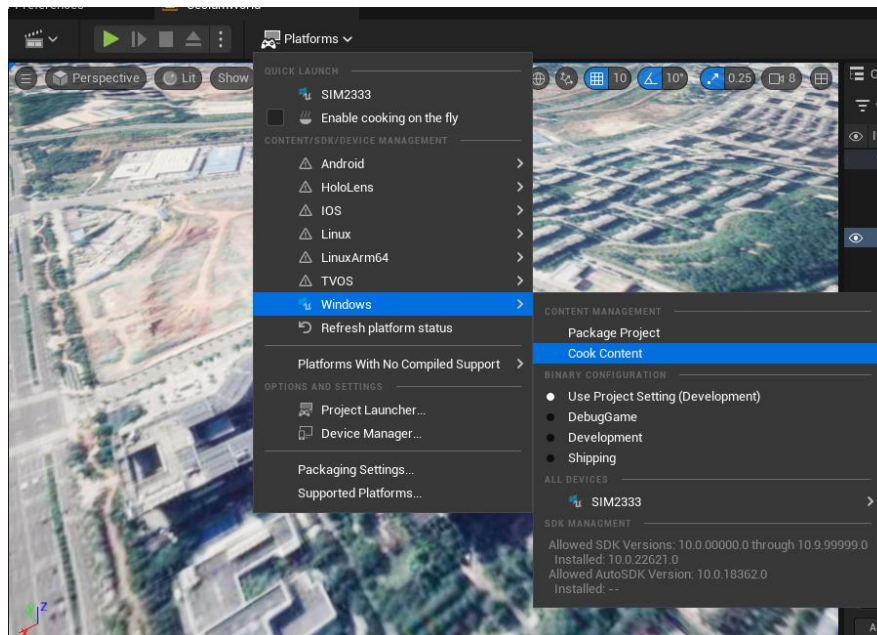 Preferences
CesiumWorld
Platforms
Perspective
Lit
Show
10
10°
0.25
8
QUICK LAUNCH
SIM2333
Enable cooking on the fly
CONTENT/SDK/DEVICE MANAGEMENT
Android
HoloLens
IOS
Linux
LinuxArm64
TVOS
Windows
Refresh platform status
Platforms With No Compiled Support
OPTIONS AND SETTINGS
Project Launcher...
Device Manager...
Packaging Settings...
Supported Platforms...
CONTENT MANAGEMENT
Package Project
Cook Content
BINARY CONFIGURATION
Use Project Setting (Development)
DebugGame
Development
Shipping
ALL DEVICES
SIM2333
SDK MANAGMENT
Allowed SDK Versions: 10.0.00000.0 through 10.9.99999.0
Installed: 10.0.22621.0
Allowed AutoSDK Version: 10.0.18362.0
Installed: --
Z